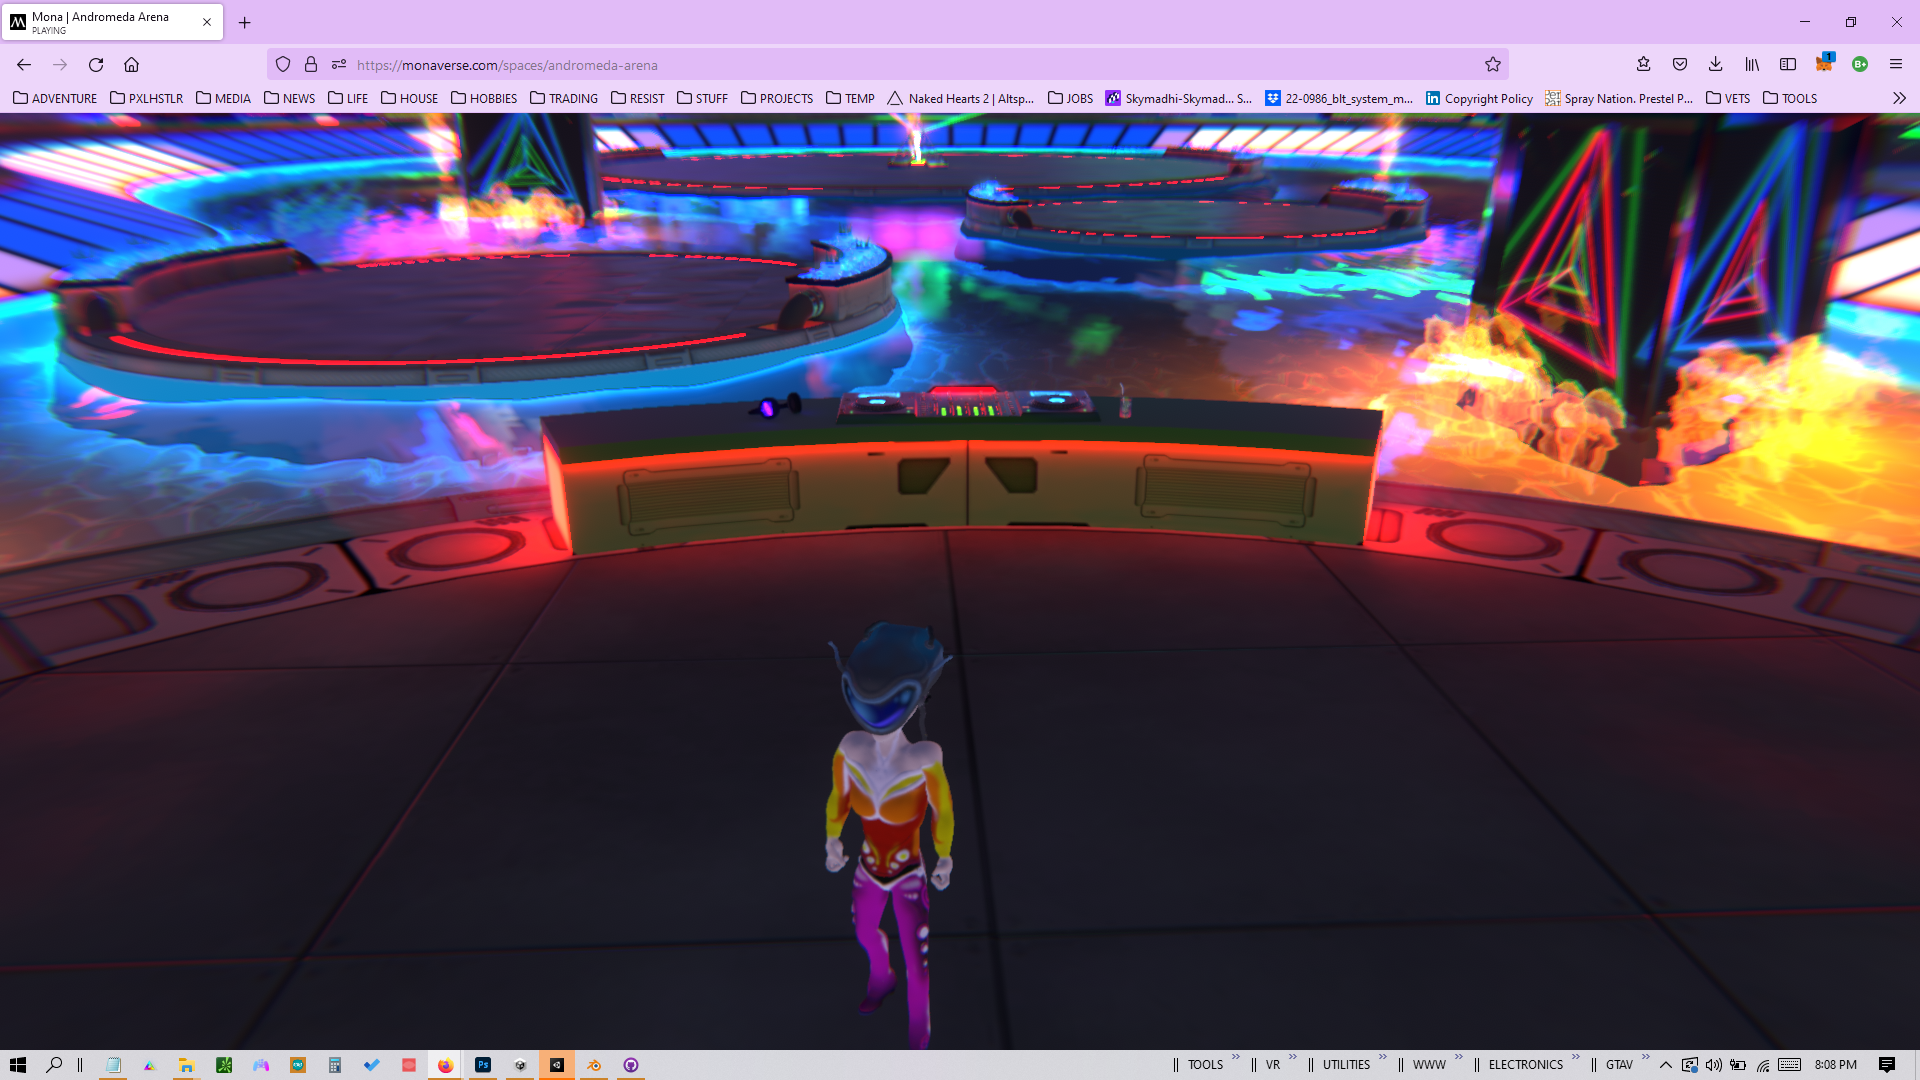 Mona | Andromeda Arena
PLAYING
https://monaverse.com/spaces/andromeda-arena
1
B+
ADVENTURE PXLHSTLR MEDIA NEWS LIFE HOUSE HOBBIES TRADING RESIST STUFF PROJECTS TEMP Naked Hearts 2 | Altsp... JOBS Skymadhi-Skymad... S... 22-0986_blt_system_m... Copyright Policy Spray Nation. Prestel P... VETS TOOLS
Ps
TOOLS VR UTILITIES WWW ELECTRONICS GTAV 8:08 PM